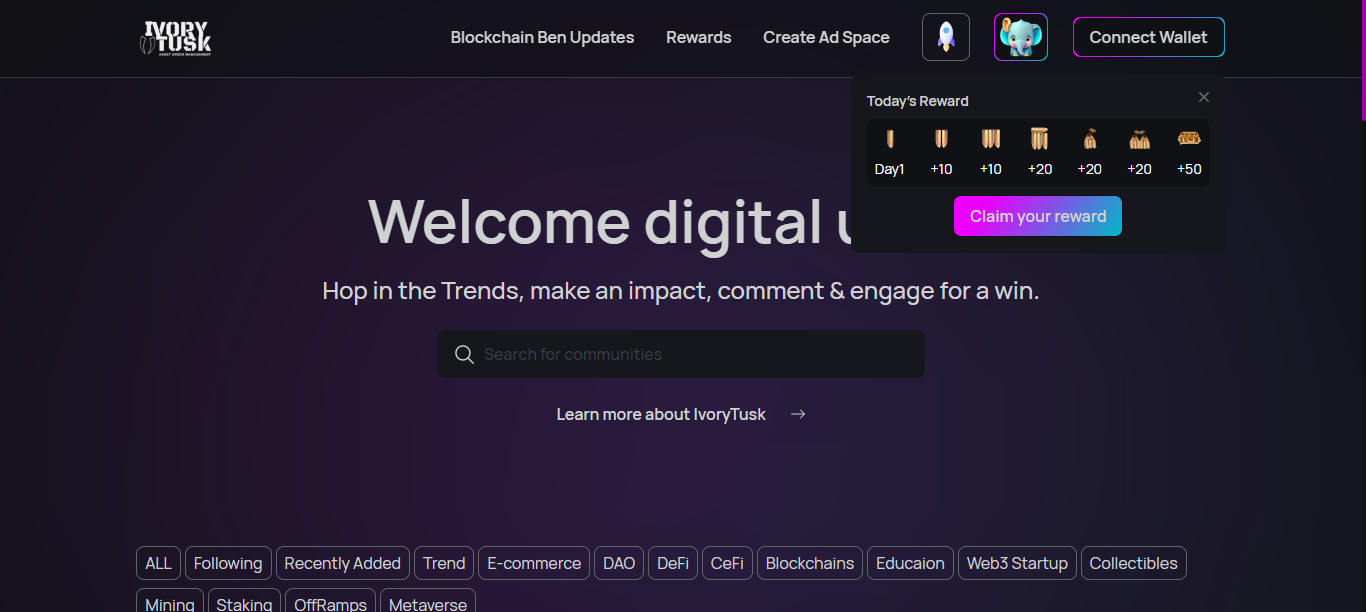 IVORY
TUSK
ASSET UNDER MANAGEMENT
Blockchain Ben Updates Rewards Create Ad Space Connect Wallet
Today's Reward
Day1 +10 +10 +20 +20 +20 +50
Claim your reward
Welcome digital
Hop in the Trends, make an impact, comment & engage for a win.
Search for communities
Learn more about IvoryTusk
ALL Following Recently Added Trend E-commerce DAO DeFi CeFi Blockchains Educaion Web3 Startup Collectibles
Mining Staking OffRamps Metaverse